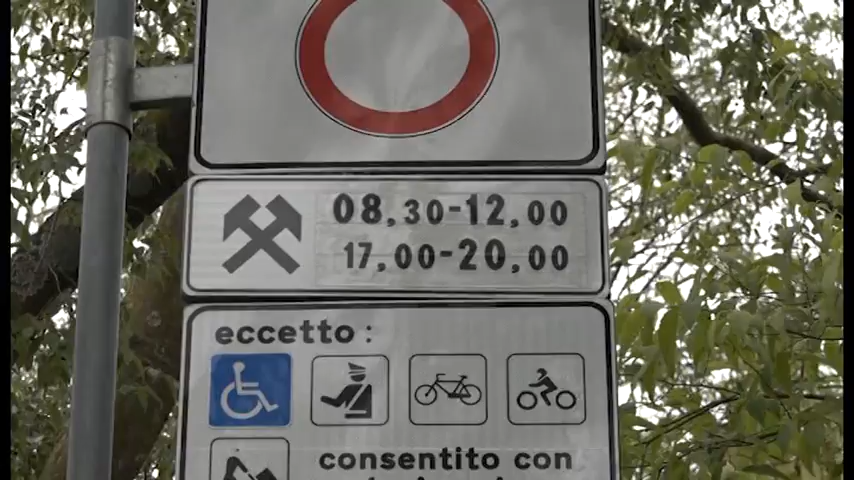 08,30-12,00
17,00-20,00
eccetto:
consentito con